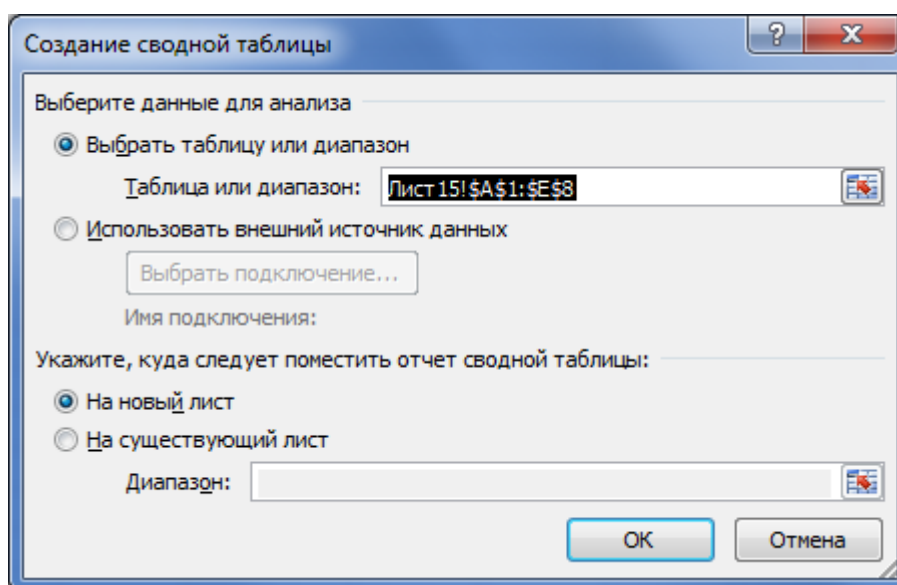 Создание сводной таблицы
Выберите данные для анализа
Выбрать таблицу или диапазон
Таблица или диапазон: Лист15!$A$1:$E$8
Использовать внешний источник данных
Выбрать подключение...
Имя подключения:
Укажите, куда следует поместить отчет сводной таблицы:
На новый лист
На существующий лист
Диапазон:
ОК Отмена